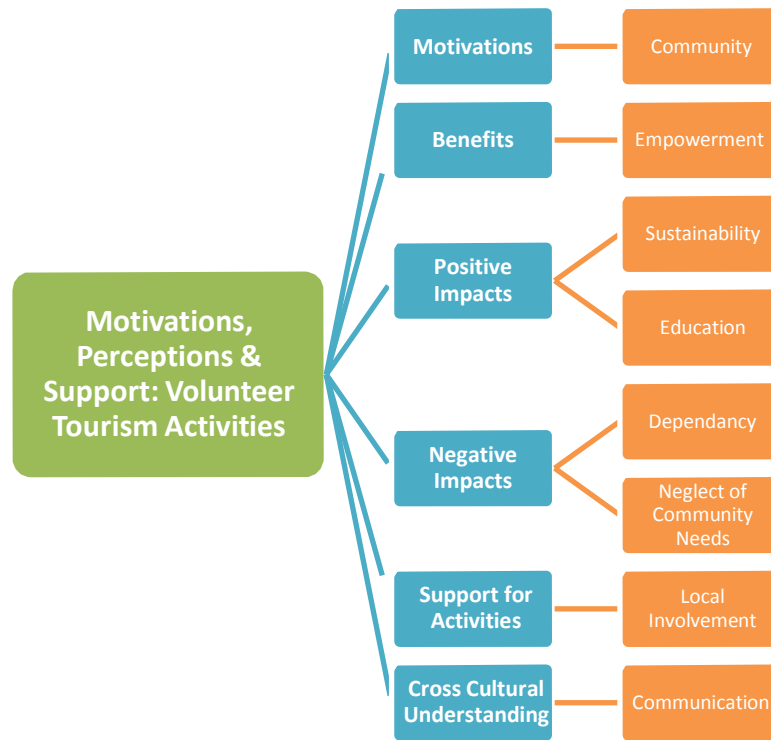 Motivations,
Perceptions &
Support: Volunteer
Tourism Activities
Motivations
Community
Benefits
Empowerment
Positive
Impacts
Sustainability
Education
Negative
Impacts
Dependancy
Neglect of
Community
Needs
Support for
Activities
Local
Involvement
Cross Cultural
Understanding
Communication